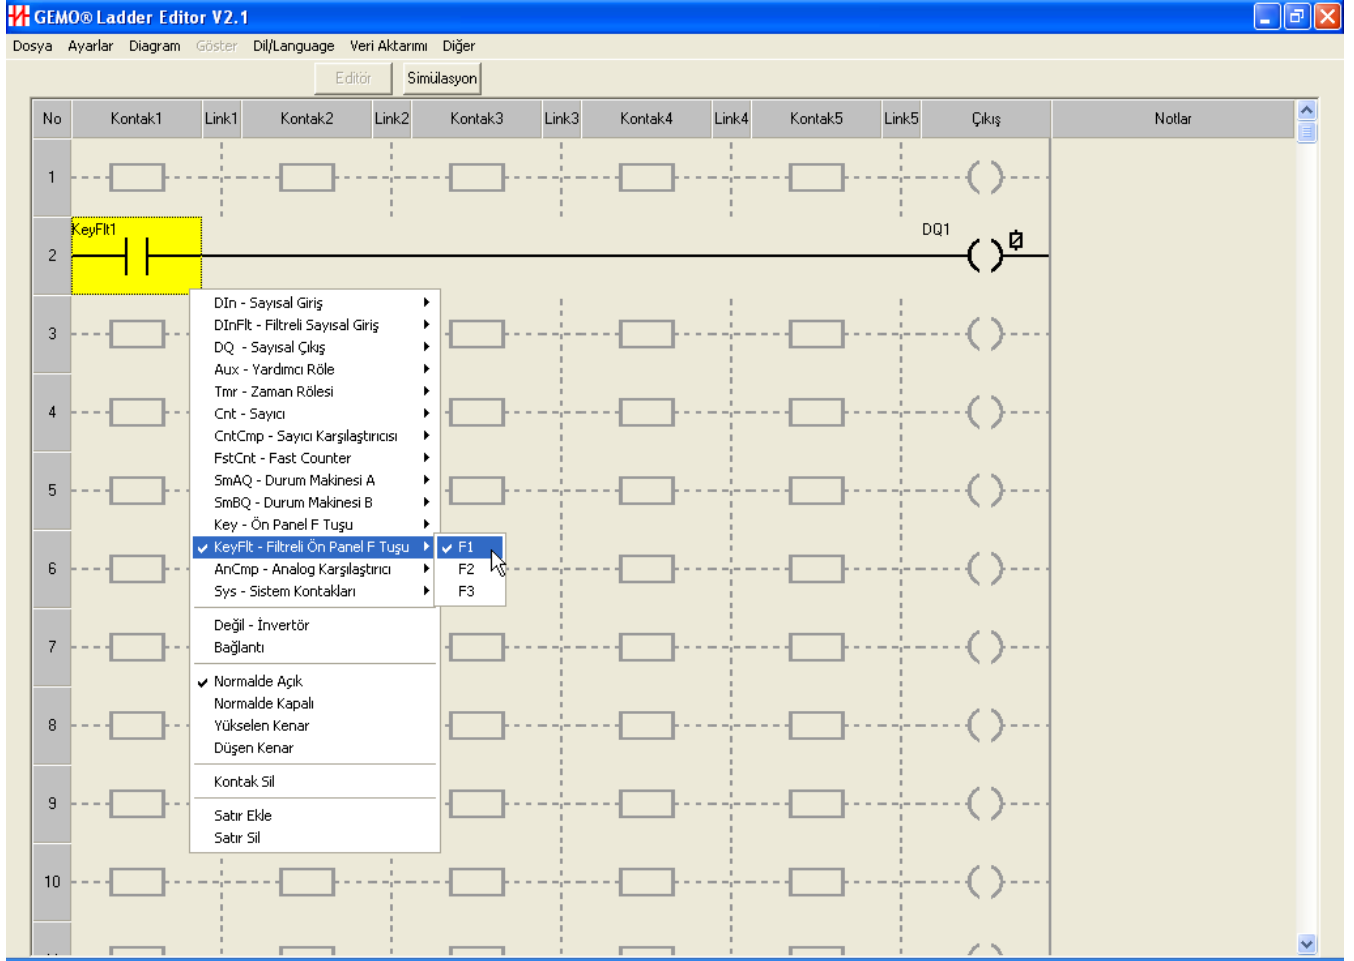 GEMO® Ladder Editor V2.1
Dosya Ayarlar Diagram Göster Dil/Language Veri Aktarımı Diğer
Editör Simülasyon
No Kontak1 Link1 Kontak2 Link2 Kontak3 Link3 Kontak4 Link4 Kontak5 Link5 Çıkış Notlar
1
KeyFlt1 DQ1
2
DIn - Sayısal Giriş
DInFlt - Filtreli Sayısal Giriş
3
DQ - Sayısal Çıkış
Aux - Yardımcı Röle
Tmr - Zaman Rölesi
4
Cnt - Sayıcı
CntCmp - Sayıcı Karşılaştırıcısı
FstCnt - Fast Counter
SmAQ - Durum Makinesi A
5
SmBQ - Durum Makinesi B
Key - Ön Panel F Tuşu
KeyFlt - Filtreli Ön Panel F Tuşu F1
6
AnCmp - Analog Karşılaştırıcı F2
Sys - Sistem Kontakları F3
Değil - İnvertör
7
Bağlantı
Normalde Açık
Normalde Kapalı
8
Yükselen Kenar
Düşen Kenar
Kontak Sil
9
Satır Ekle
Satır Sil
10